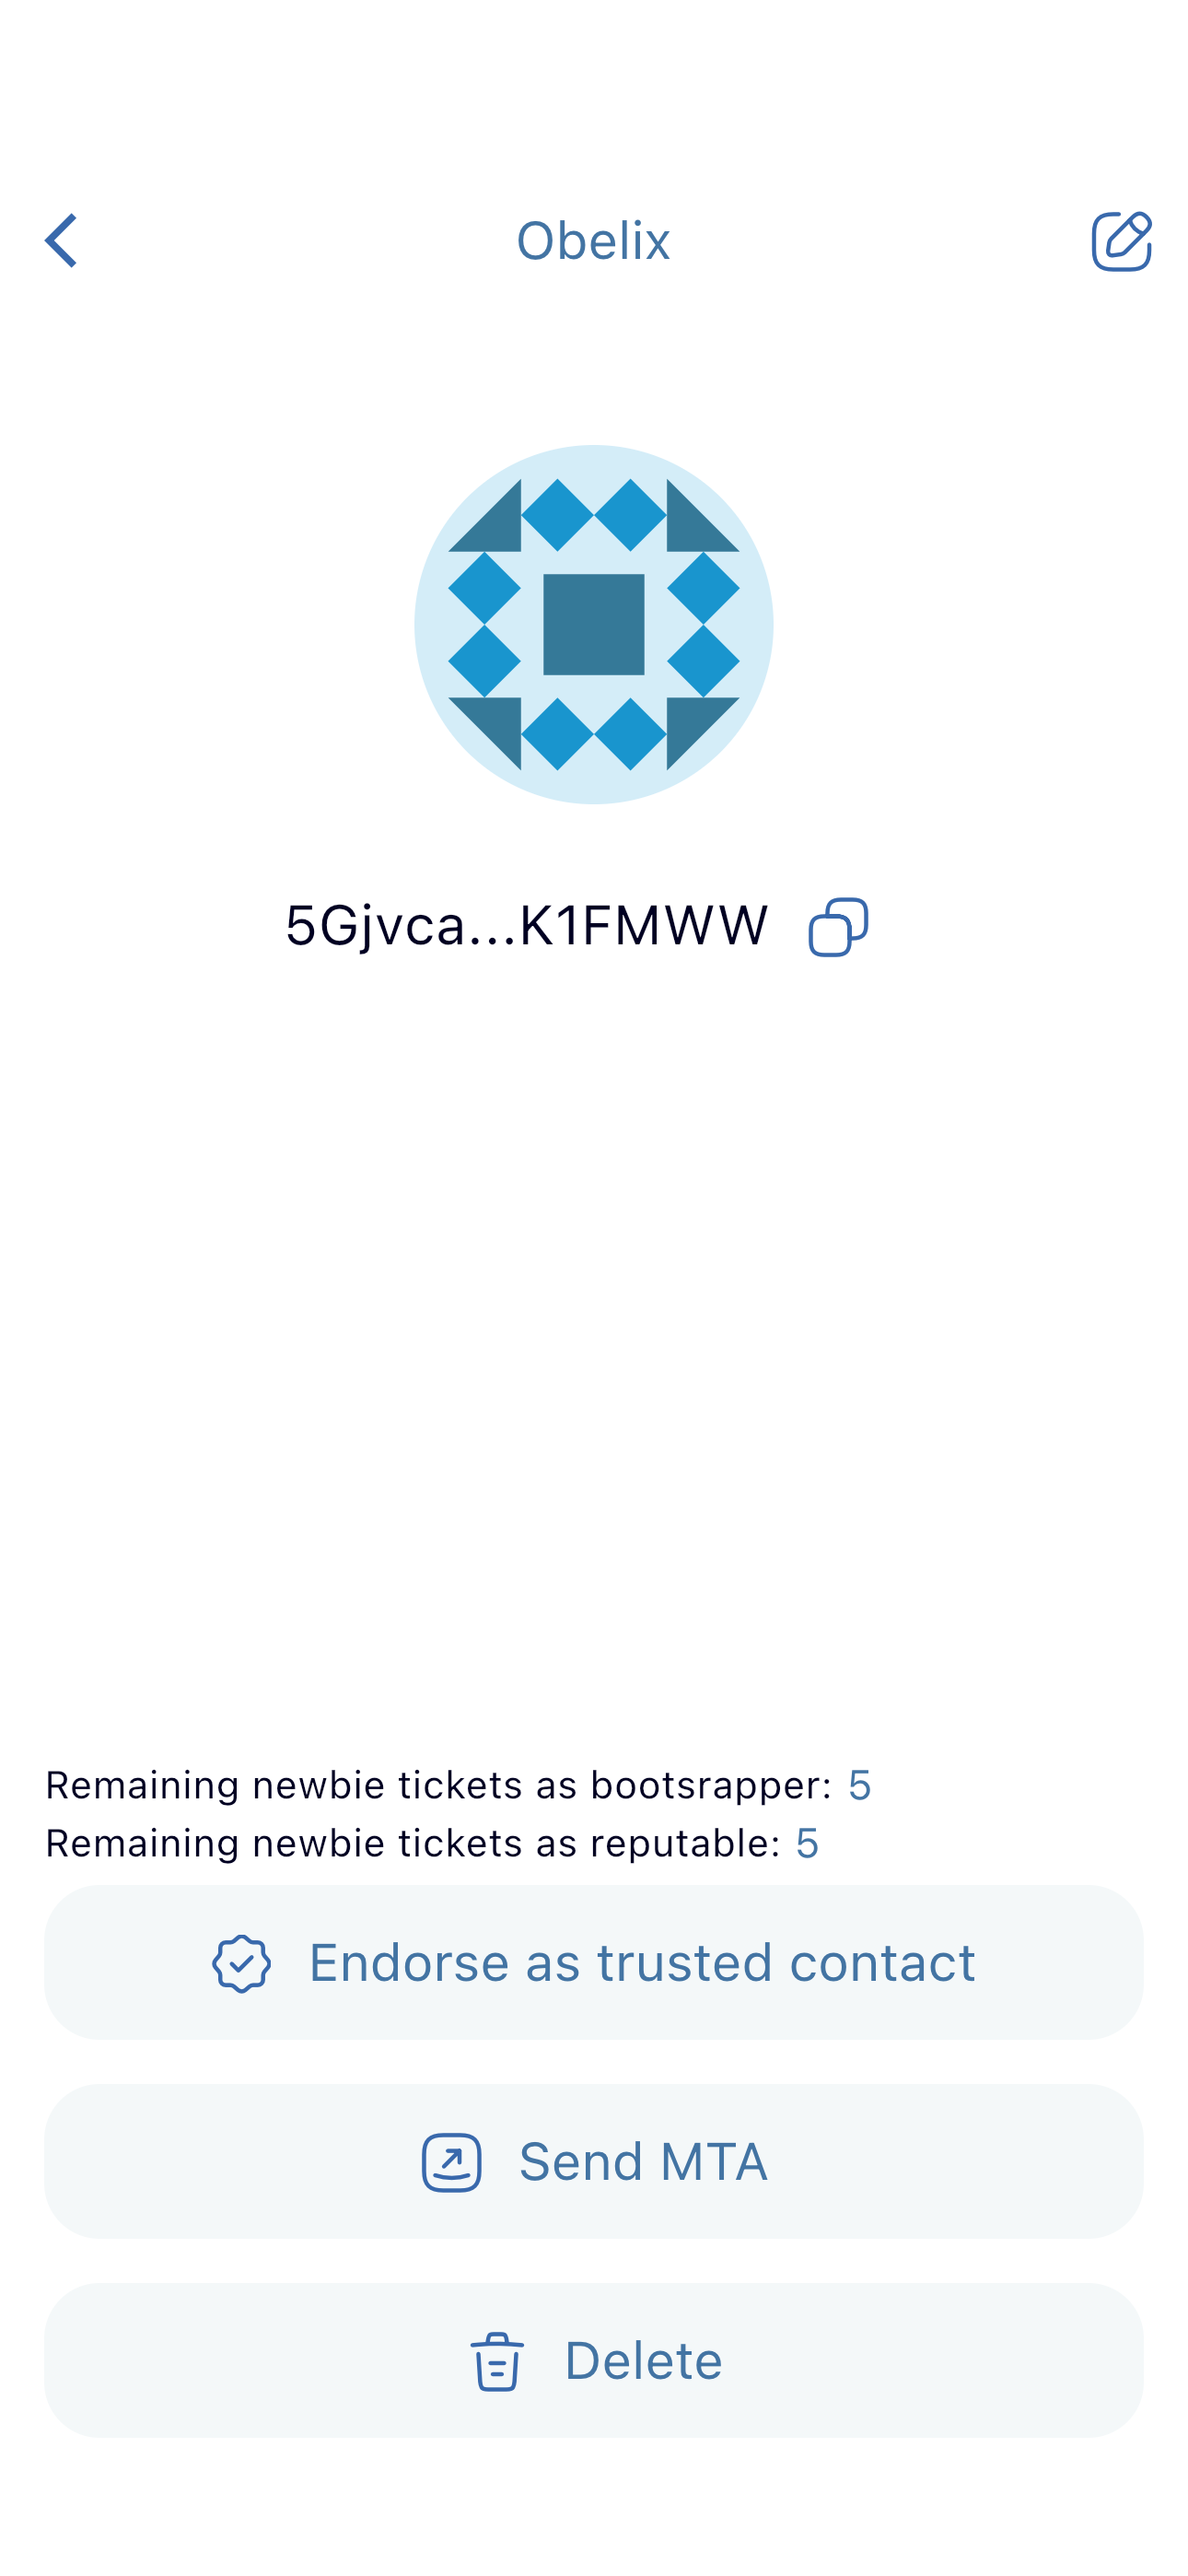 Obelix
5Gjvca...K1FMWW
Remaining newbie tickets as bootsrapper: 5
Remaining newbie tickets as reputable: 5
Endorse as trusted contact
Send MTA
Delete